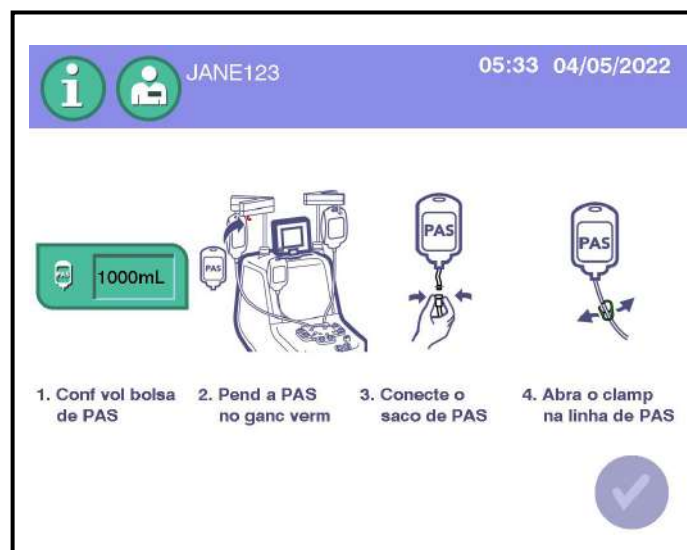 JANE123
05:33 04/05/2022
1000mL
PAS
PAS
PAS
1. Conf vol bolsa
de PAS
2. Pend a PAS
no ganc verm
3. Conecte o
saco de PAS
4. Abra o clamp
na linha de PAS